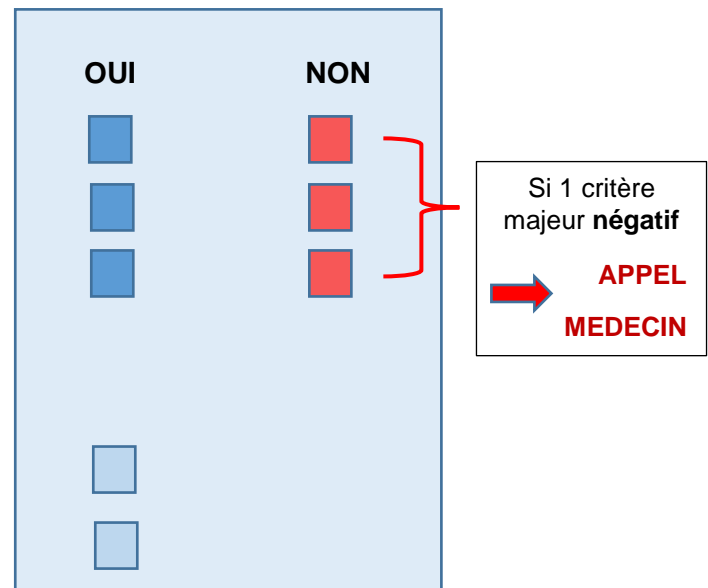 OUI NON
Si 1 critère
majeur négatif
APPEL
MEDECIN